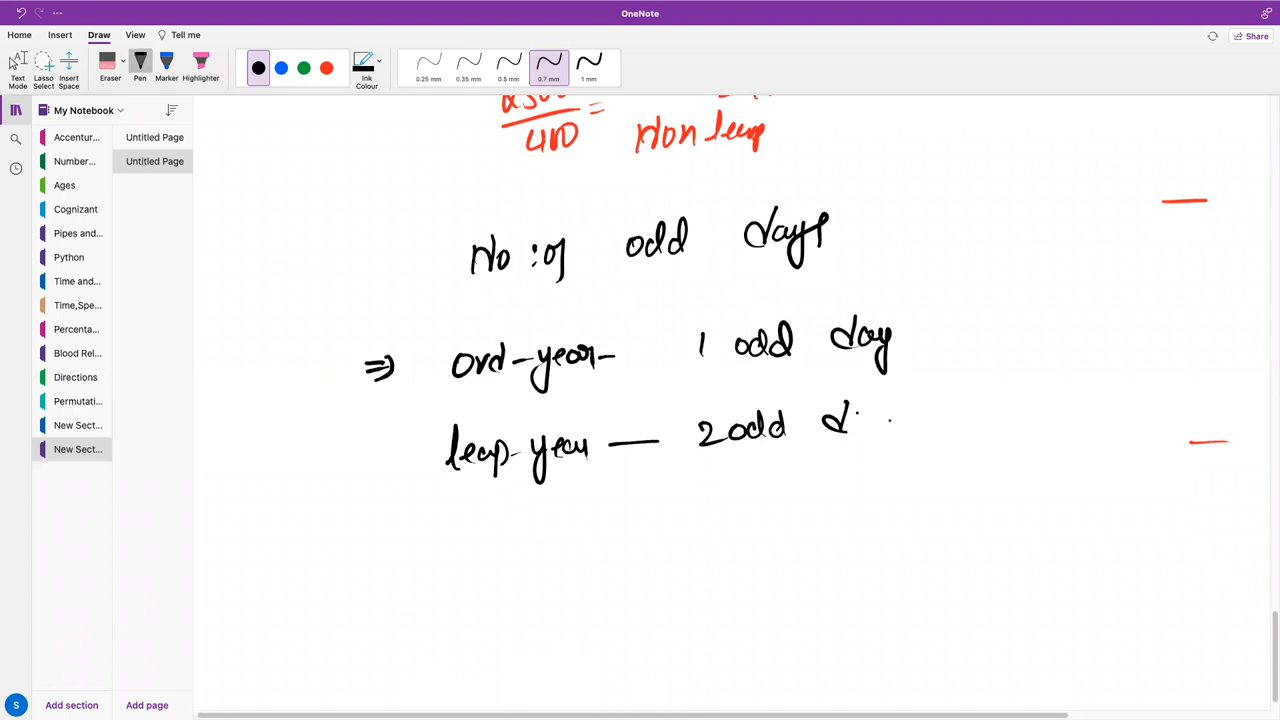 OneNote
Home Insert Draw View Tell me
Share
Text Mode
Lasso Select
Insert Space
Eraser
Pen
Marker
Highlighter
Ink Colour
0.25 mm
0.35 mm
0.5 mm
0.7 mm
1 mm
My Notebook
Accentur...
Number...
Ages
Cognizant
Pipes and...
Python
Time and...
Time,Spe...
Percenta...
Blood Rel...
Directions
Permutati...
New Sect...
New Sect...
Untitled Page
Untitled Page
400 Non leap
No : of odd days
⇒ ord-year- 1 odd day
leap-year — 2 odd d
S
Add section
Add page